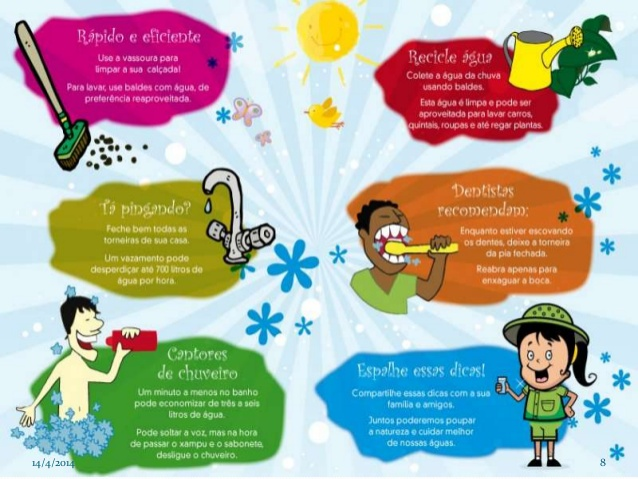 Rápido e eficiente
Use a vassoura para
limpar a sua calçada!
Para lavar, use baldes com água, de
preferência reaproveitada.
Recicle água
Colete a água da chuva
usando baldes.
Esta água é limpa e pode ser
aproveitada para lavar carros,
quintais, roupas e até regar plantas.
Tá pingando?
Feche bem todas as
torneiras de sua casa.
Um vazamento pode
desperdiçar até 700 litros de
água por hora.
Dentistas
recomendam:
Enquanto estiver escovando
os dentes, deixe a torneira
da pia fechada.
Reabra apenas para
enxaguar a boca.
Cantores
de chuveiro
Um minuto a menos no banho
pode economizar de três a seis
litros de água.
Pode soltar a voz, mas na hora
de passar o xampu e o sabonete,
desligue o chuveiro.
Espalhe essas dicas!
Compartilhe essas dicas com a sua
família e amigos.
Juntos poderemos poupar
a natureza e cuidar melhor
de nossas águas.
14/4/2014
8